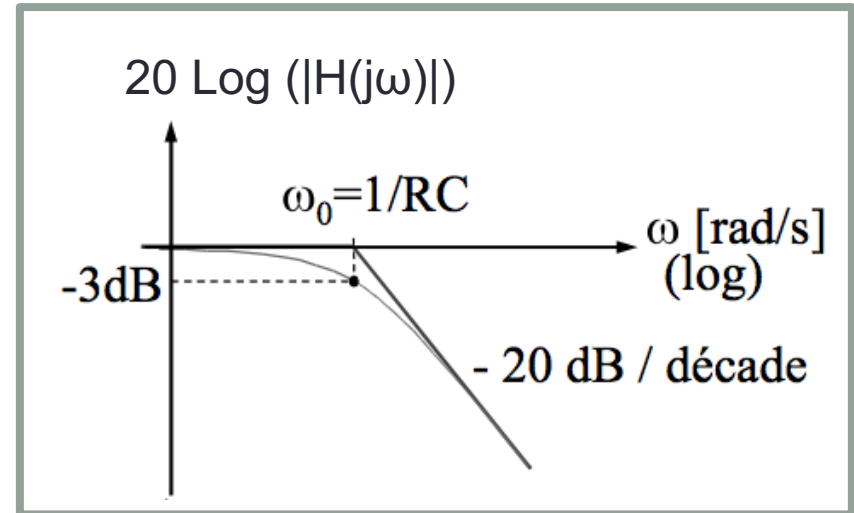 20 Log (|H(jω)|)
ω₀=1/RC
ω [rad/s]
(log)
-3dB
- 20 dB / décade